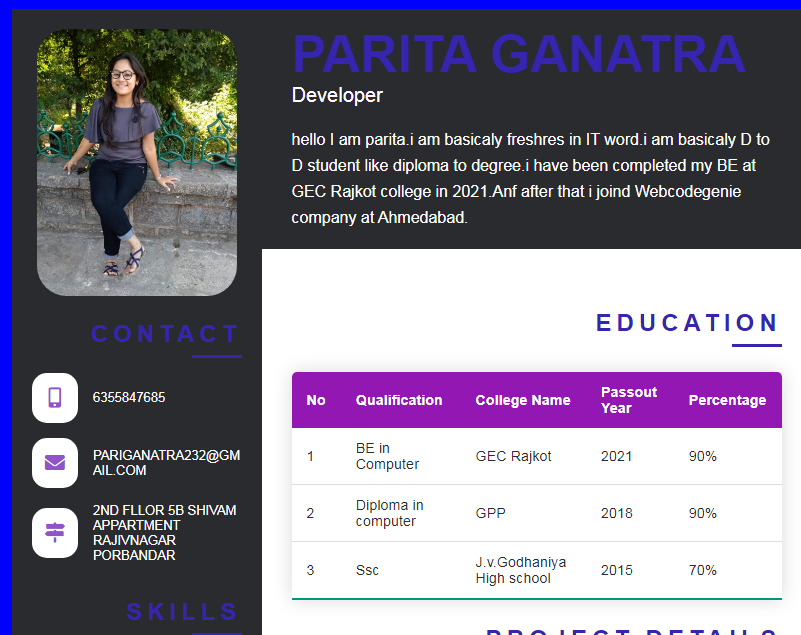 PARITA GANATRA
Developer
hello I am parita.i am basicaly freshres in IT word.i am basicaly D to
D student like diploma to degree.i have been completed my BE at
GEC Rajkot college in 2021.Anf after that i joind Webcodegenie
company at Ahmedabad.
CONTACT
6355847685
PARIGANATRA232@GM
AIL.COM
2ND FLLOR 5B SHIVAM
APPARTMENT
RAJIVNAGAR
PORBANDAR
SKILLS
EDUCATION
No Qualification College Name Passout Year Percentage
1 BE in Computer GEC Rajkot 2021 90%
2 Diploma in computer GPP 2018 90%
3 Ssc J.v.Godhaniya High school 2015 70%
PROJECT DETAILS